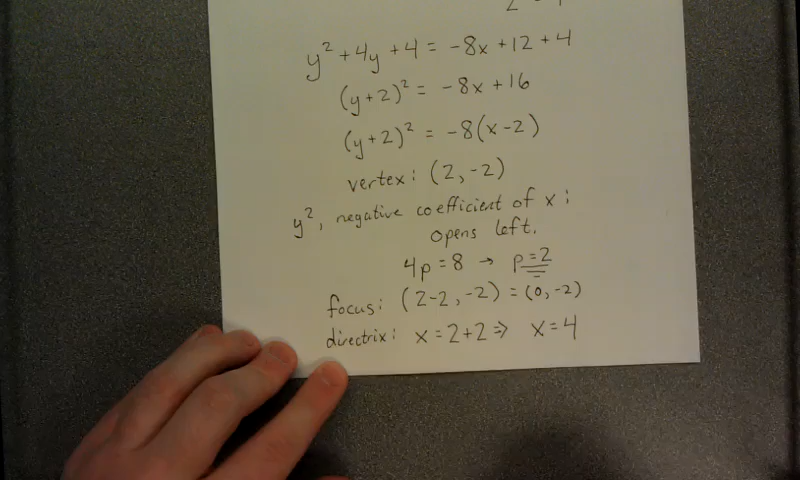 y² + 4y + 4 = -8x + 12 + 4
(y+2)² = -8x + 16
(y+2)² = -8(x-2)
vertex: (2, -2)
y², negative coefficient of x:
opens left.
4p = 8 → p = 2
focus: (2-2, -2) = (0, -2)
directrix: x = 2+2 ⇒ x = 4